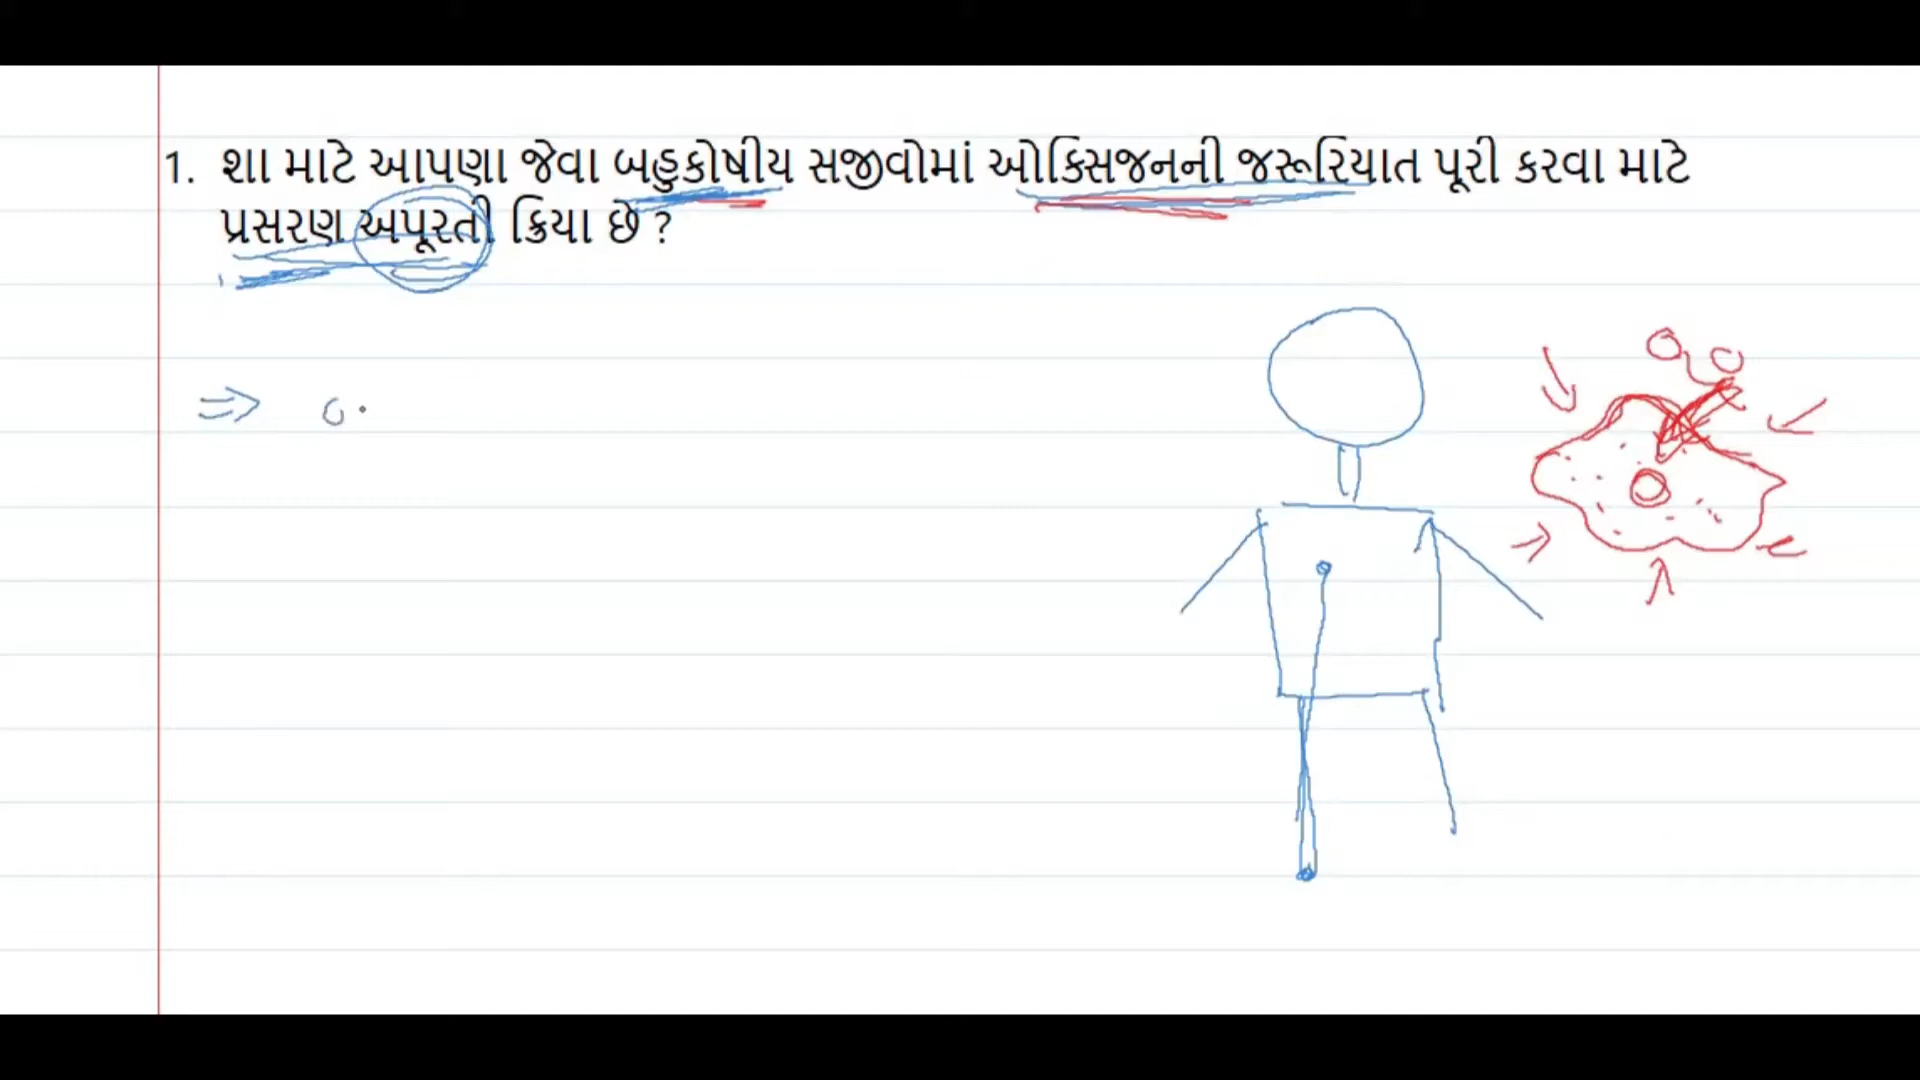 1. શા માટે આપણા જેવા બહુકોષીય સજીવોમાં ઓક્સિજનની જરૂરિયાત પૂરી કરવા માટે
પ્રસરણ અપૂરતી ક્રિયા છે ?